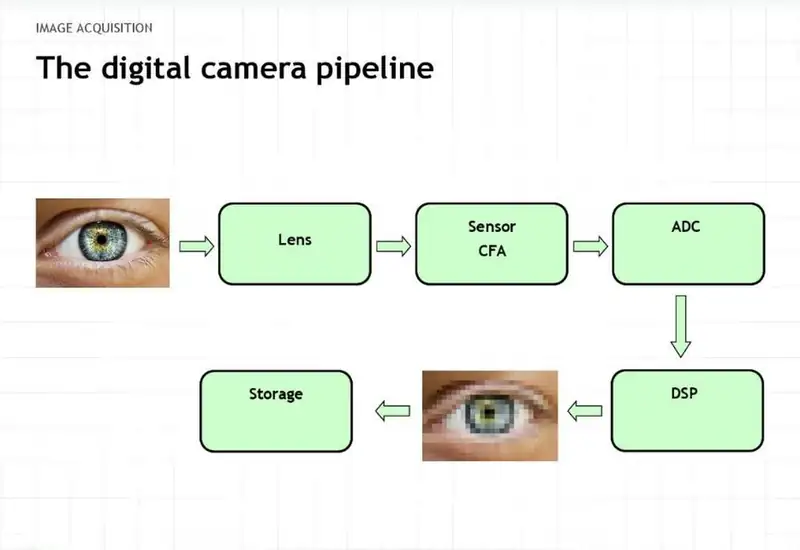 IMAGE ACQUISITION
The digital camera pipeline
Lens
Sensor
CFA
ADC
Storage
DSP